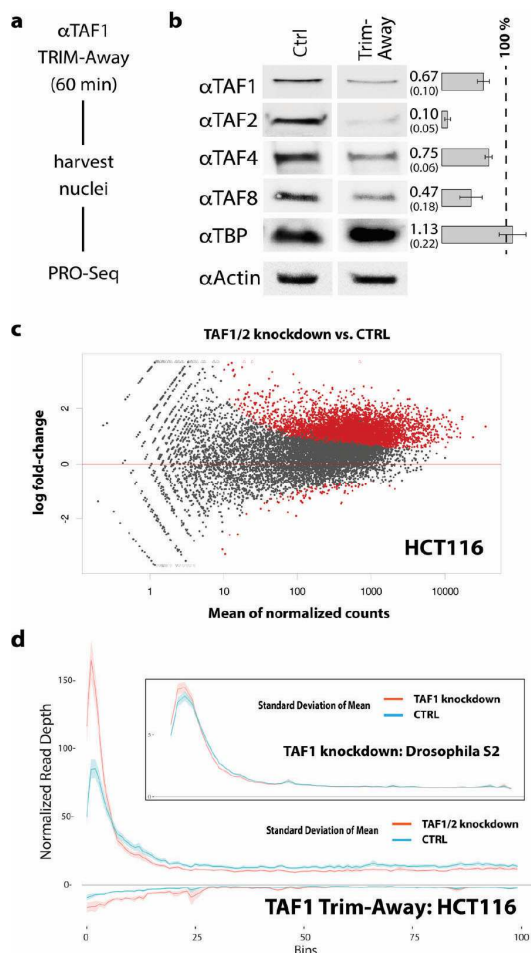 a
αTAF1
TRIM-Away
(60 min)
harvest
nuclei
PRO-Seq
b
Ctrl
Trim-
Away
100 %
αTAF1
0.67
(0.10)
αTAF2
0.10
(0.05)
αTAF4
0.75
(0.06)
αTAF8
0.47
(0.18)
αTBP
1.13
(0.22)
αActin
c
TAF1/2 knockdown vs. CTRL
log fold-change
2
0
-2
HCT116
1
10
100
1000
10000
Mean of normalized counts
d
Normalized Read Depth
150-
100-
50-
0-
Standard Deviation of Mean
TAF1 knockdown
CTRL
TAF1 knockdown: Drosophila S2
Standard Deviation of Mean
TAF1/2 knockdown
CTRL
TAF1 Trim-Away: HCT116
0
25
50
75
100
Bins